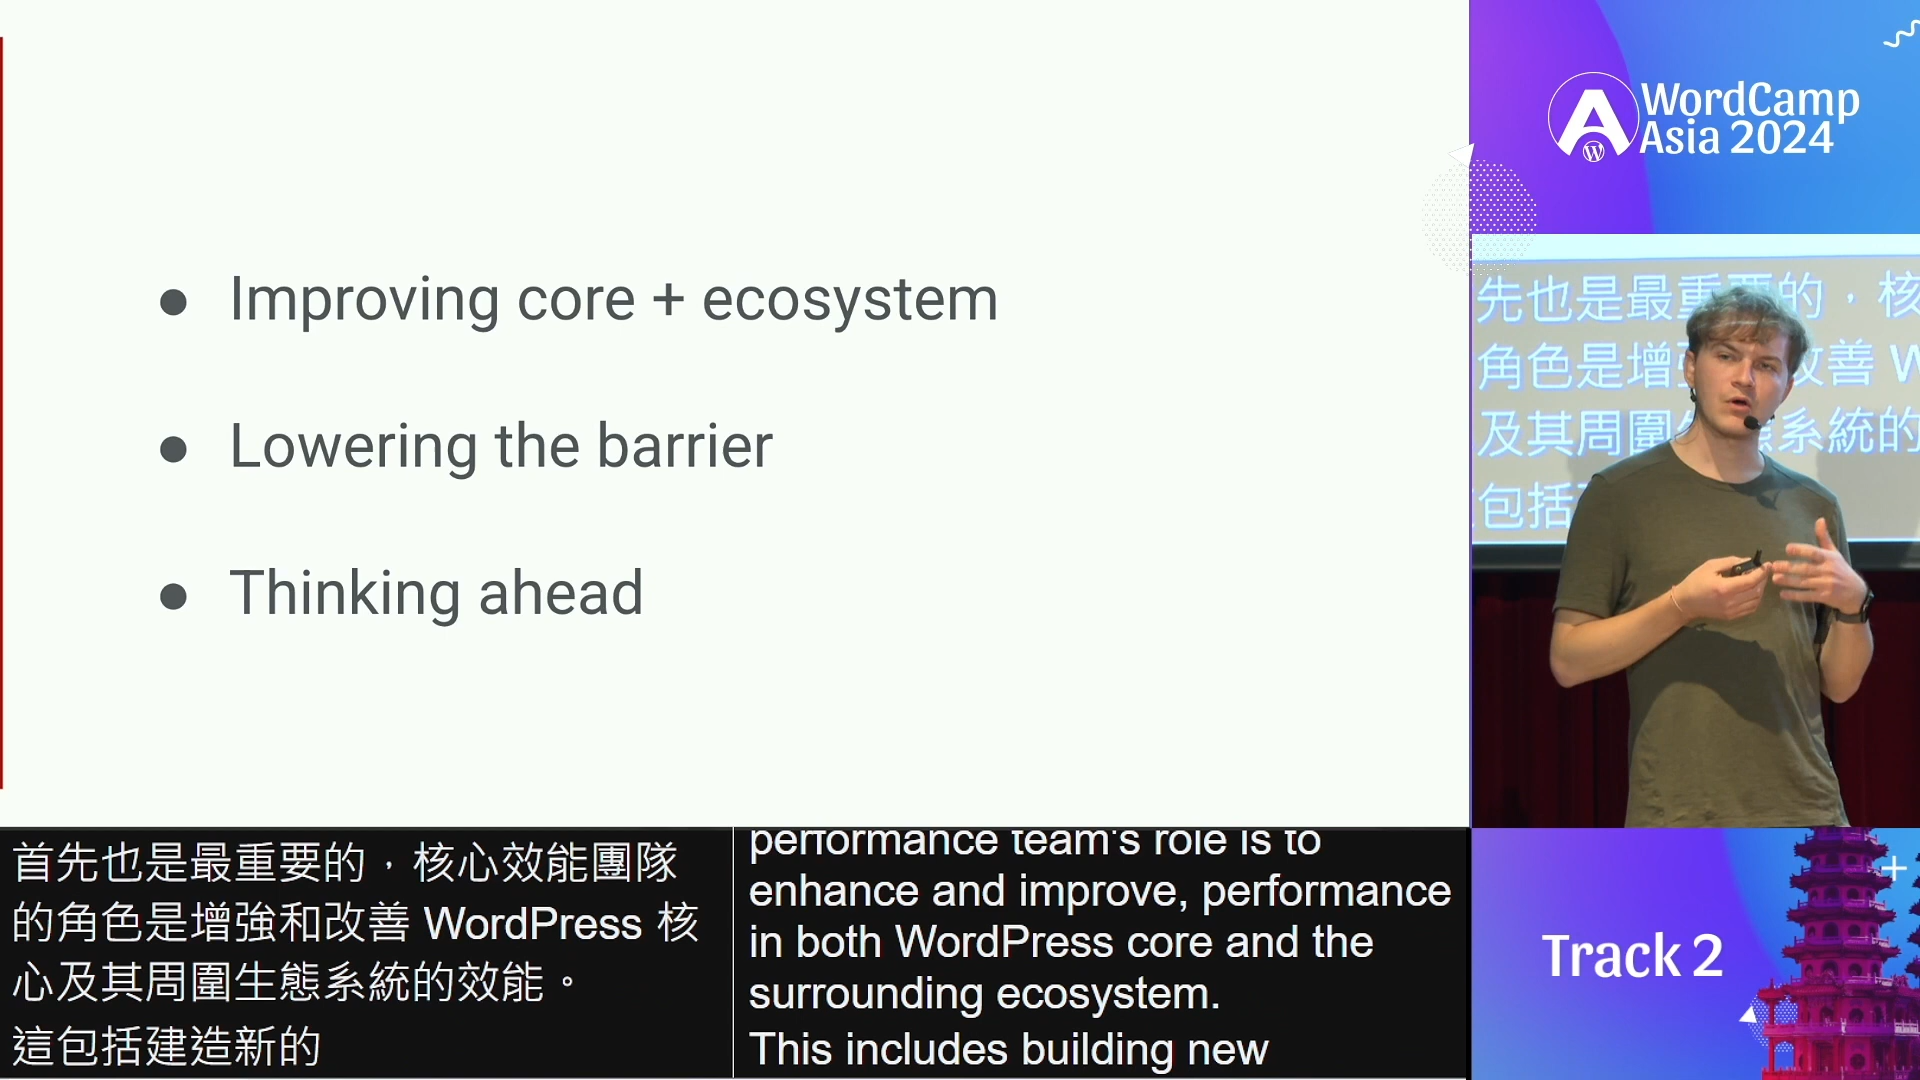 Improving core + ecosystem
Lowering the barrier
Thinking ahead
WordCamp
Asia 2024
先也是最重要的，核
角色是增 改善 W
及其周圍 態系統的
包括
首先也是最重要的，核心效能團隊
的角色是增強和改善 WordPress 核
心及其周圍生態系統的效能。
這包括建造新的
performance team's role is to
enhance and improve, performance
in both WordPress core and the
surrounding ecosystem.
This includes building new
Track 2